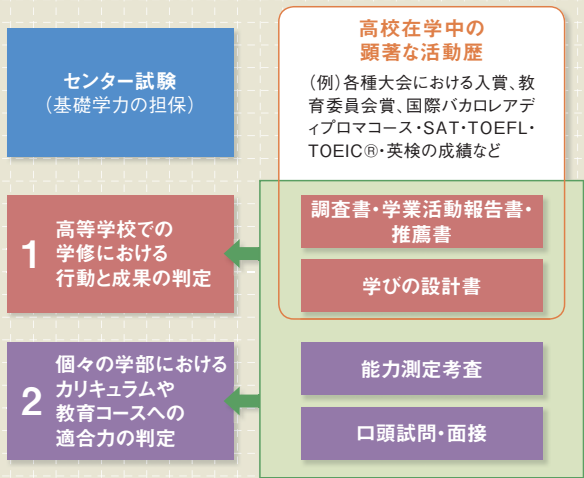 センター試験
（基礎学力の担保）
高校在学中の
顕著な活動歴
（例）各種大会における入賞、教
育委員会賞、国際バカロレアデ
ィプロマコース・SAT・TOEFL・
TOEIC®・英検の成績など
1
高等学校での
学修における
行動と成果の判定
調査書・学業活動報告書・
推薦書
学びの設計書
2
個々の学部における
カリキュラムや
教育コースへの
適合力の判定
能力測定考査
口頭試問・面接